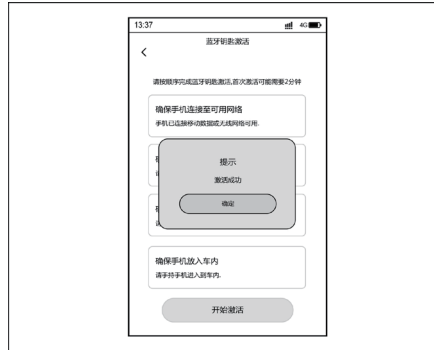 13:37
4G
蓝牙钥匙激活
请按顺序完成蓝牙钥匙激活,首次激活可能需要2分钟
确保手机连接至可用网络
手机已连接移动数据或无线网络可用.
提示
激活成功
确定
确保手机放入车内
请手持手机进入到车内.
开始激活